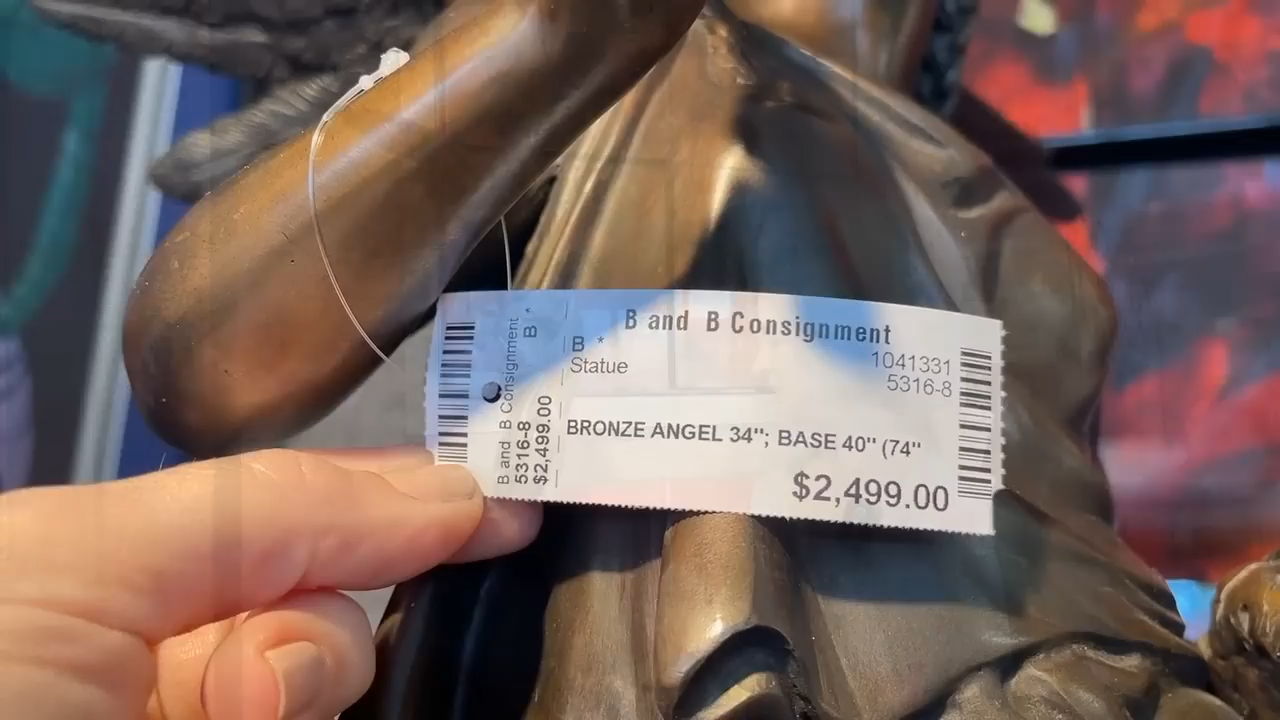 B and B Consignment
B *
5316-8
$2,499.00
B and B Consignment
B *
1041331
Statue
5316-8
BRONZE ANGEL 34"; BASE 40" (74"
$2,499.00